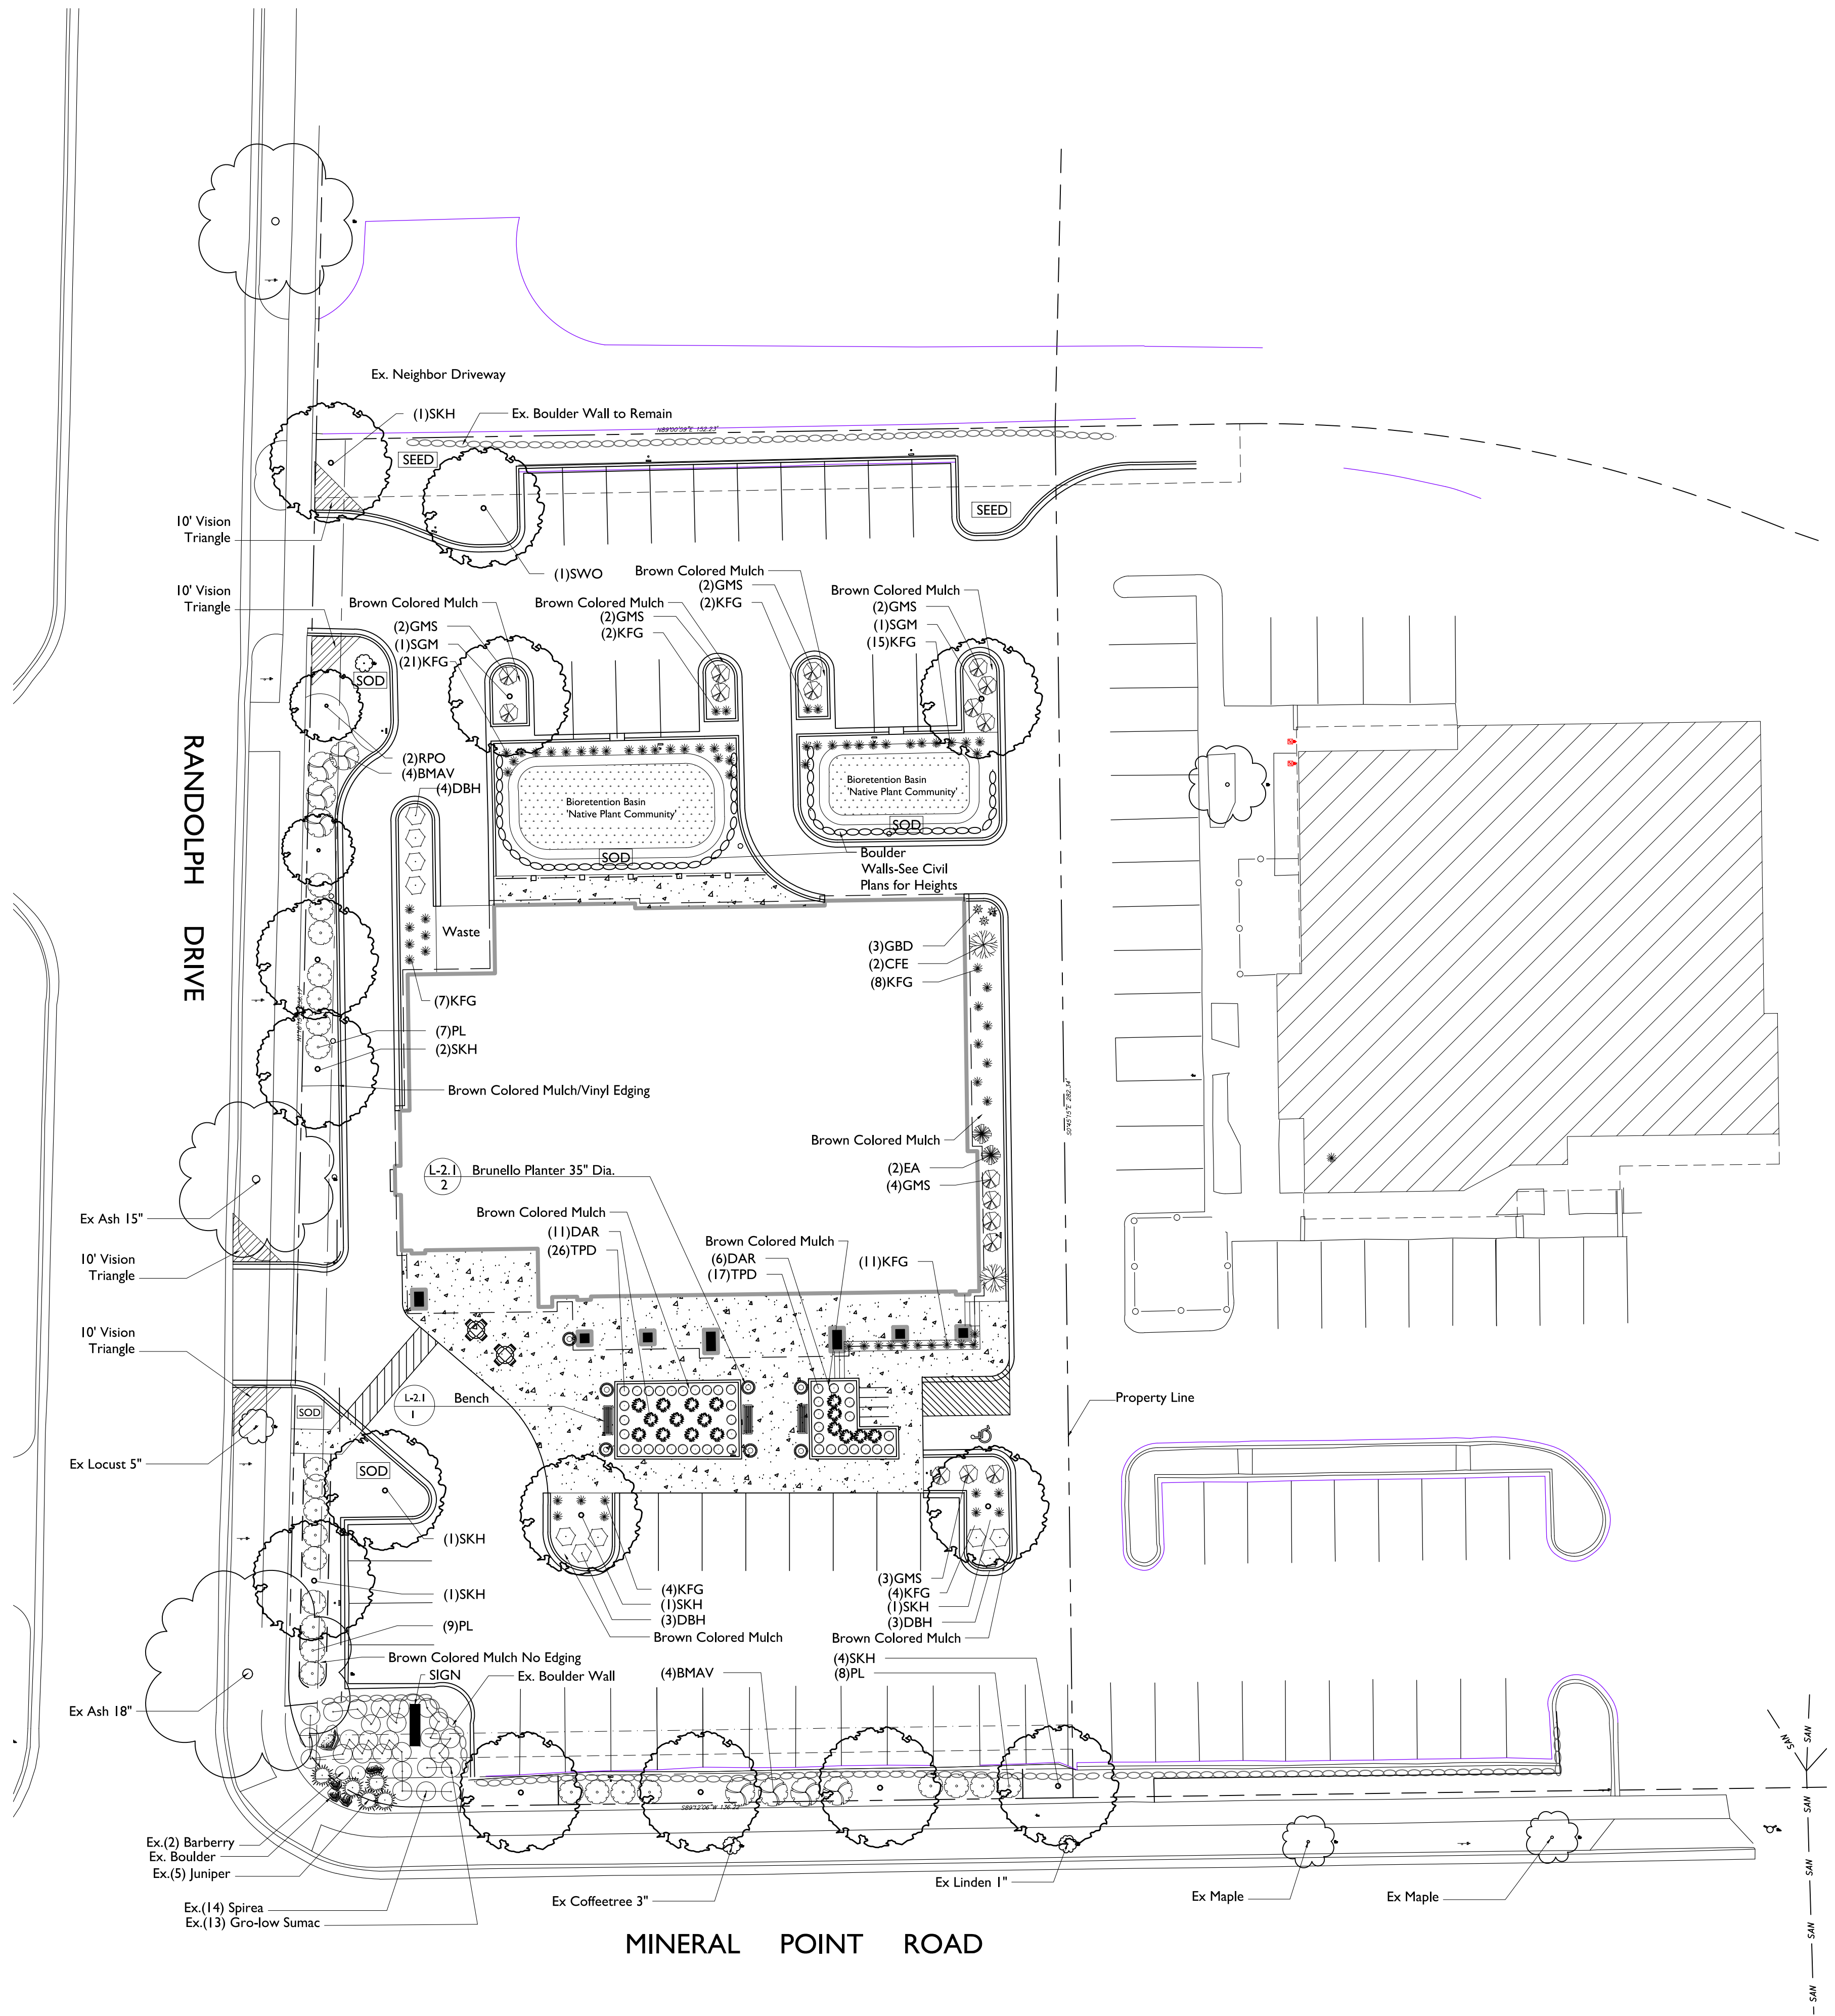 Ex. Neighbor Driveway
(1)SKH
Ex. Boulder Wall to Remain
N89°00'59"E 152.23'
SEED
SEED
10' Vision
Triangle
(1)SWO
10' Vision
Triangle
Brown Colored Mulch
(2)GMS
(1)SGM
(21)KFG
Brown Colored Mulch
(2)GMS
(2)KFG
Brown Colored Mulch
(2)GMS
(2)KFG
Brown Colored Mulch
(2)GMS
(1)SGM
(15)KFG
SOD
RANDOLPH DRIVE
(2)RPO
(4)BMAV
(4)DBH
Bioretention Basin
'Native Plant Community'
SOD
Bioretention Basin
'Native Plant Community'
SOD
Boulder
Walls-See Civil
Plans for Heights
Waste
(3)GBD
(2)CFE
(8)KFG
(7)KFG
(7)PL
(2)SKH
Brown Colored Mulch/Vinyl Edging
S0°45'15"E 282.54'
Brown Colored Mulch
(2)EA
(4)GMS
L-2.1
2
Brunello Planter 35" Dia.
Ex Ash 15"
Brown Colored Mulch
(11)DAR
(26)TPD
Brown Colored Mulch
(6)DAR
(17)TPD
(11)KFG
10' Vision
Triangle
10' Vision
Triangle
L-2.1
1
Bench
SOD
Property Line
Ex Locust 5"
SOD
(1)SKH
(1)SKH
(9)PL
(4)KFG
(1)SKH
(3)DBH
Brown Colored Mulch
(3)GMS
(4)KFG
(1)SKH
(3)DBH
Brown Colored Mulch
Brown Colored Mulch No Edging
SIGN
Ex. Boulder Wall
(4)BMAV
(4)SKH
(8)PL
Ex Ash 18"
Ex.(2) Barberry
Ex. Boulder
Ex.(5) Juniper
Ex.(14) Spirea
Ex.(13) Gro-low Sumac
Ex Coffeetree 3"
Ex Linden 1"
Ex Maple
Ex Maple
SAN
SAN
SAN
SAN
SAN
SAN
MINERAL POINT ROAD